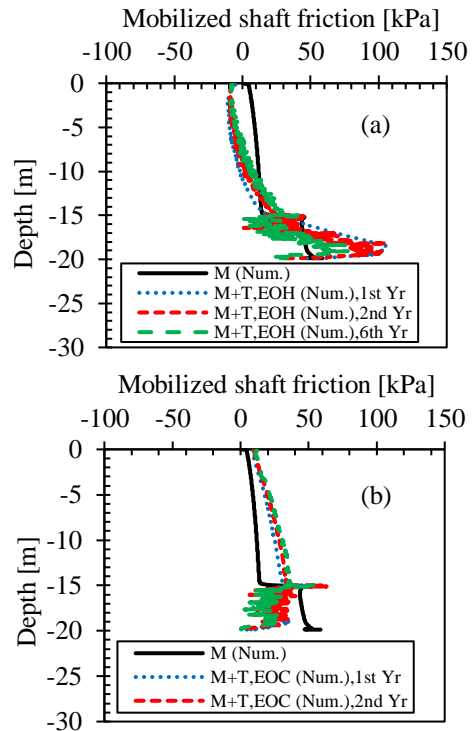 Mobilized shaft friction [kPa]
-100 -50 0 50 100 150
0
(a)
-5
-10
Depth [m]
-15
-20
M (Num.)
M+T,EOH (Num.),1st Yr
-25
M+T,EOH (Num.),2nd Yr
M+T,EOH (Num.),6th Yr
-30
Mobilized shaft friction [kPa]
-100 -50 0 50 100 150
0
(b)
-5
-10
Depth [m]
-15
-20
M (Num.)
M+T,EOC (Num.),1st Yr
-25
M+T,EOC (Num.),2nd Yr
-30